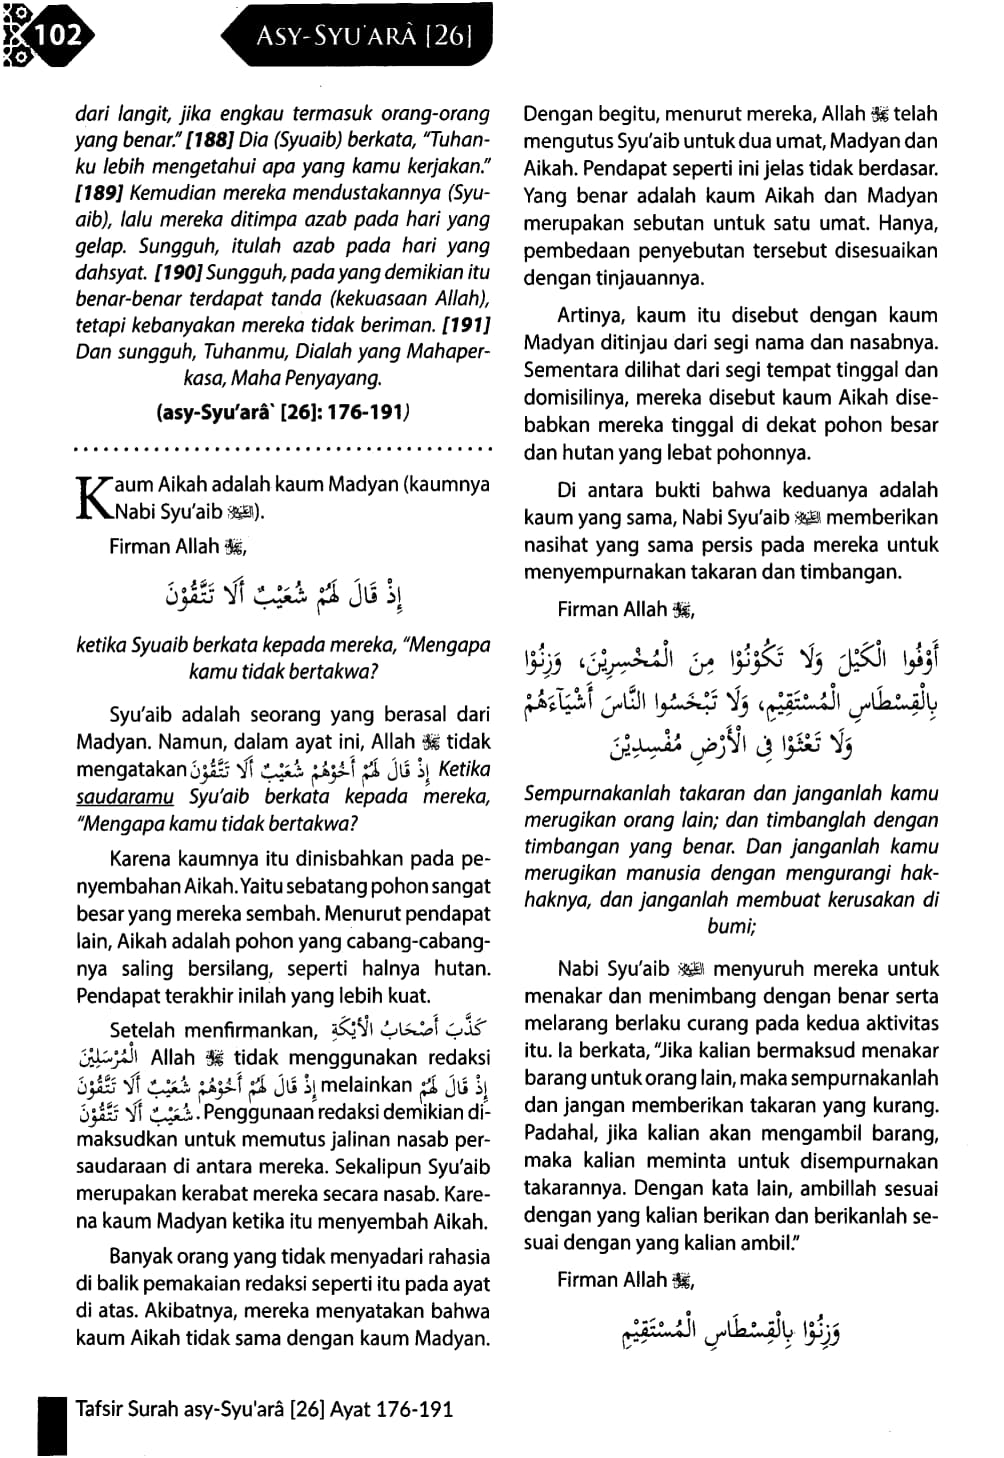 102
ASY-SYU'ARÂ [26]
dari langit, jika engkau termasuk orang-orang
yang benar." [188] Dia (Syuaib) berkata, "Tuhan-
ku lebih mengetahui apa yang kamu kerjakan."
[189] Kemudian mereka mendustakannya (Syu-
aib), lalu mereka ditimpa azab pada hari yang
gelap. Sungguh, itulah azab pada hari yang
dahsyat. [190] Sungguh, pada yang demikian itu
benar-benar terdapat tanda (kekuasaan Allah),
tetapi kebanyakan mereka tidak beriman. [191]
Dan sungguh, Tuhanmu, Dialah yang Mahaper-
kasa, Maha Penyayang.
(asy-Syu'arâ` [26]: 176-191)
Kaum Aikah adalah kaum Madyan (kaumnya
Nabi Syu'aib ).
Firman Allah ﷻ,
إِذْ قَالَ لَهُمْ شُعَيْبٌ أَلَا تَتَّقُوْنَ
ketika Syuaib berkata kepada mereka, "Mengapa
kamu tidak bertakwa?
Syu'aib adalah seorang yang berasal dari
Madyan. Namun, dalam ayat ini, Allah ﷻ tidak
mengatakan إِذْ قَالَ لَهُمْ أَخُوْهُمْ شُعَيْبٌ أَلَا تَتَّقُوْنَ Ketika
saudaramu Syu'aib berkata kepada mereka,
"Mengapa kamu tidak bertakwa?
Karena kaumnya itu dinisbahkan pada pe-
nyembahan Aikah. Yaitu sebatang pohon sangat
besar yang mereka sembah. Menurut pendapat
lain, Aikah adalah pohon yang cabang-cabang-
nya saling bersilang, seperti halnya hutan.
Pendapat terakhir inilah yang lebih kuat.
Setelah menfirmankan, كَذَّبَ أَصْحَابُ الْأَيْكَةِ
الْمُرْسَلِيْنَ Allah ﷻ tidak menggunakan redaksi
إِذْ قَالَ لَهُمْ أَخُوْهُمْ شُعَيْبٌ أَلَا تَتَّقُوْنَ melainkan إِذْ قَالَ لَهُمْ
شُعَيْبٌ أَلَا تَتَّقُوْنَ. Penggunaan redaksi demikian di-
maksudkan untuk memutus jalinan nasab per-
saudaraan di antara mereka. Sekalipun Syu'aib
merupakan kerabat mereka secara nasab. Kare-
na kaum Madyan ketika itu menyembah Aikah.
Banyak orang yang tidak menyadari rahasia
di balik pemakaian redaksi seperti itu pada ayat
di atas. Akibatnya, mereka menyatakan bahwa
kaum Aikah tidak sama dengan kaum Madyan.
Dengan begitu, menurut mereka, Allah ﷻ telah
mengutus Syu'aib untuk dua umat, Madyan dan
Aikah. Pendapat seperti ini jelas tidak berdasar.
Yang benar adalah kaum Aikah dan Madyan
merupakan sebutan untuk satu umat. Hanya,
pembedaan penyebutan tersebut disesuaikan
dengan tinjauannya.
Artinya, kaum itu disebut dengan kaum
Madyan ditinjau dari segi nama dan nasabnya.
Sementara dilihat dari segi tempat tinggal dan
domisilinya, mereka disebut kaum Aikah dise-
babkan mereka tinggal di dekat pohon besar
dan hutan yang lebat pohonnya.
Di antara bukti bahwa keduanya adalah
kaum yang sama, Nabi Syu'aib memberikan
nasihat yang sama persis pada mereka untuk
menyempurnakan takaran dan timbangan.
Firman Allah ﷻ,
أَوْفُوا الْكَيْلَ وَلَا تَكُوْنُوْا مِنَ الْمُخْسِرِيْنَ، وَزِنُوْا
بِالْقِسْطَاسِ الْمُسْتَقِيْمِ، وَلَا تَبْخَسُوا النَّاسَ أَشْيَآءَهُمْ
وَلَا تَعْثَوْا فِي الْأَرْضِ مُفْسِدِيْنَ
Sempurnakanlah takaran dan janganlah kamu
merugikan orang lain; dan timbanglah dengan
timbangan yang benar. Dan janganlah kamu
merugikan manusia dengan mengurangi hak-
haknya, dan janganlah membuat kerusakan di
bumi;
Nabi Syu'aib menyuruh mereka untuk
menakar dan menimbang dengan benar serta
melarang berlaku curang pada kedua aktivitas
itu. Ia berkata, "Jika kalian bermaksud menakar
barang untuk orang lain, maka sempurnakanlah
dan jangan memberikan takaran yang kurang.
Padahal, jika kalian akan mengambil barang,
maka kalian meminta untuk disempurnakan
takarannya. Dengan kata lain, ambillah sesuai
dengan yang kalian berikan dan berikanlah se-
suai dengan yang kalian ambil."
Firman Allah ﷻ,
وَزِنُوْا بِالْقِسْطَاسِ الْمُسْتَقِيْمِ
Tafsir Surah asy-Syu'arâ [26] Ayat 176-191